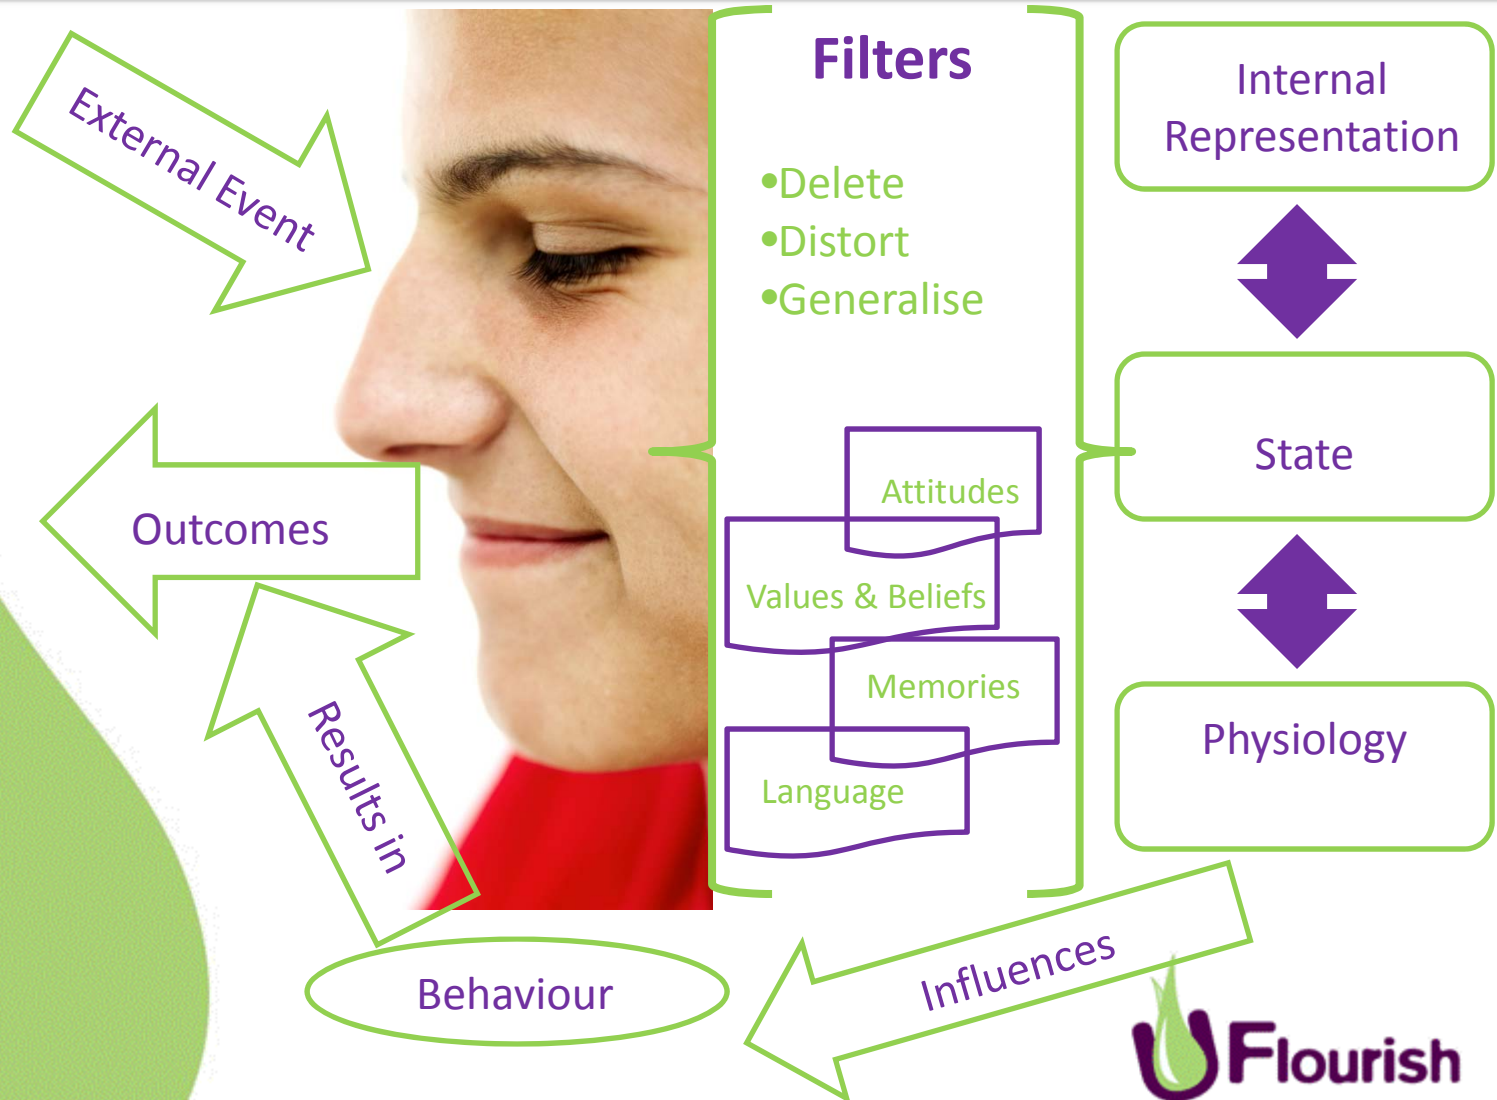 External Event
Filters
•Delete
•Distort
•Generalise
Attitudes
Values & Beliefs
Memories
Language
Internal
Representation
State
Physiology
Influences
Behaviour
Results in
Outcomes
UFlourish